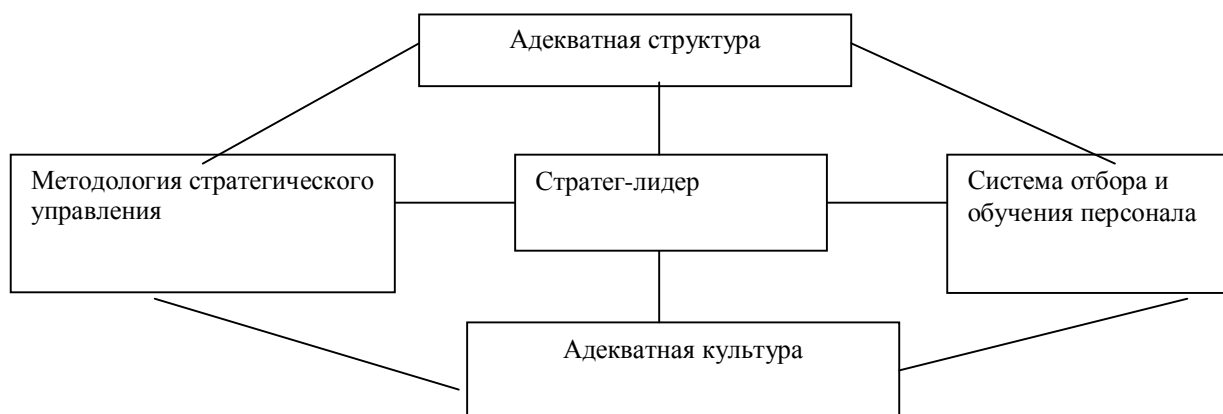 Адекватная структура
Методология стратегического
управления
Стратег-лидер
Система отбора и
обучения персонала
Адекватная культура